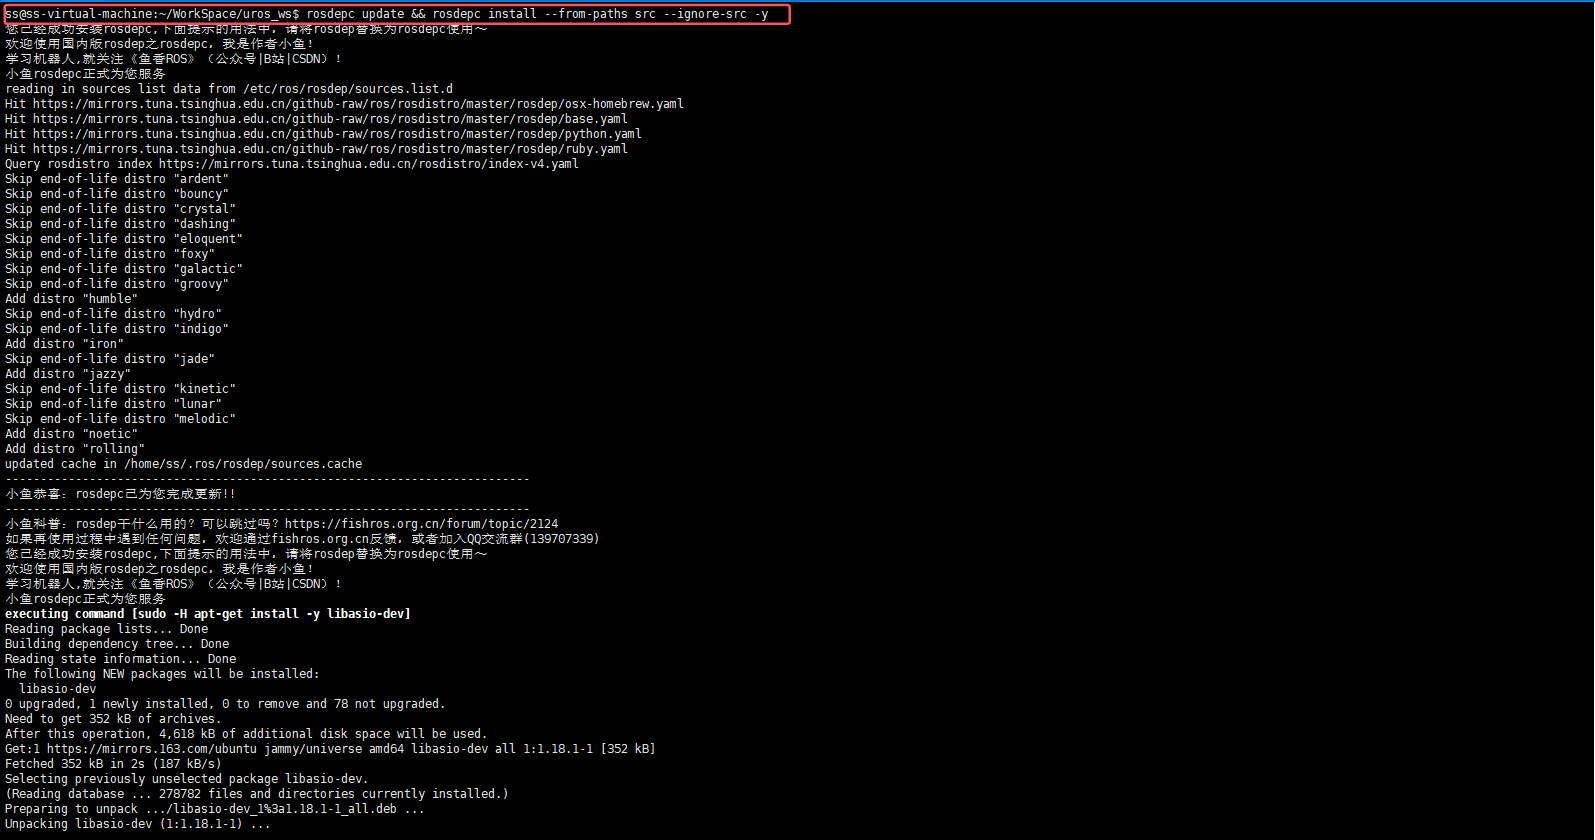 ss@ss-virtual-machine:~/WorkSpace/uros_ws$ rosdepc update && rosdepc install --from-paths src --ignore-src -y
您已经成功安装rosdepc,下面提示的用法中，请将rosdep替换为rosdepc使用～
欢迎使用国内版rosdep之rosdepc，我是作者小鱼！
学习机器人,就关注《鱼香ROS》（公众号|B站|CSDN）！
小鱼rosdepc正式为您服务
reading in sources list data from /etc/ros/rosdep/sources.list.d
Hit https://mirrors.tuna.tsinghua.edu.cn/github-raw/ros/rosdistro/master/rosdep/osx-homebrew.yaml
Hit https://mirrors.tuna.tsinghua.edu.cn/github-raw/ros/rosdistro/master/rosdep/base.yaml
Hit https://mirrors.tuna.tsinghua.edu.cn/github-raw/ros/rosdistro/master/rosdep/python.yaml
Hit https://mirrors.tuna.tsinghua.edu.cn/github-raw/ros/rosdistro/master/rosdep/ruby.yaml
Query rosdistro index https://mirrors.tuna.tsinghua.edu.cn/rosdistro/index-v4.yaml
Skip end-of-life distro "ardent"
Skip end-of-life distro "bouncy"
Skip end-of-life distro "crystal"
Skip end-of-life distro "dashing"
Skip end-of-life distro "eloquent"
Skip end-of-life distro "foxy"
Skip end-of-life distro "galactic"
Skip end-of-life distro "groovy"
Add distro "humble"
Skip end-of-life distro "hydro"
Skip end-of-life distro "indigo"
Add distro "iron"
Skip end-of-life distro "jade"
Add distro "jazzy"
Skip end-of-life distro "kinetic"
Skip end-of-life distro "lunar"
Skip end-of-life distro "melodic"
Add distro "noetic"
Add distro "rolling"
updated cache in /home/ss/.ros/rosdep/sources.cache
---------------------------------------------------------------------------
小鱼恭喜：rosdepc已为您完成更新!!
---------------------------------------------------------------------------
小鱼科普：rosdep干什么用的？可以跳过吗？https://fishros.org.cn/forum/topic/2124
如果再使用过程中遇到任何问题，欢迎通过fishros.org.cn反馈，或者加入QQ交流群(139707339)
您已经成功安装rosdepc,下面提示的用法中，请将rosdep替换为rosdepc使用～
欢迎使用国内版rosdep之rosdepc，我是作者小鱼！
学习机器人,就关注《鱼香ROS》（公众号|B站|CSDN）！
小鱼rosdepc正式为您服务
executing command [sudo -H apt-get install -y libasio-dev]
Reading package lists... Done
Building dependency tree... Done
Reading state information... Done
The following NEW packages will be installed:
  libasio-dev
0 upgraded, 1 newly installed, 0 to remove and 78 not upgraded.
Need to get 352 kB of archives.
After this operation, 4,618 kB of additional disk space will be used.
Get:1 https://mirrors.163.com/ubuntu jammy/universe amd64 libasio-dev all 1:1.18.1-1 [352 kB]
Fetched 352 kB in 2s (187 kB/s)
Selecting previously unselected package libasio-dev.
(Reading database ... 278782 files and directories currently installed.)
Preparing to unpack .../libasio-dev_1%3a1.18.1-1_all.deb ...
Unpacking libasio-dev (1:1.18.1-1) ...